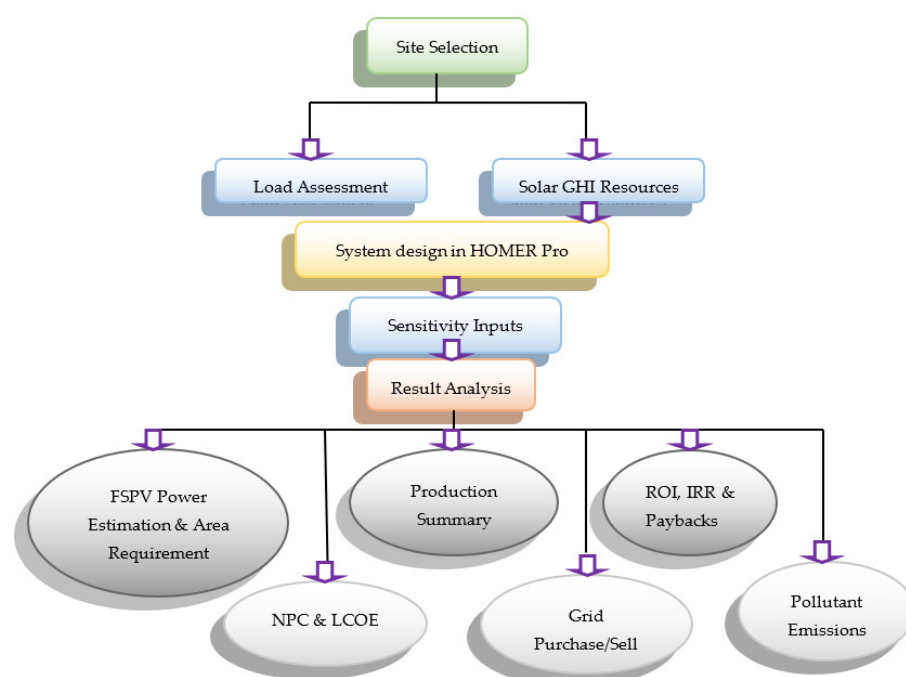 Site Selection
Load Assessment
Solar GHI Resources
System design in HOMER Pro
Sensitivity Inputs
Result Analysis
FSPV Power
Estimation & Area
Requirement
Production
Summary
ROI, IRR &
Paybacks
NPC & LCOE
Grid
Purchase/Sell
Pollutant
Emissions